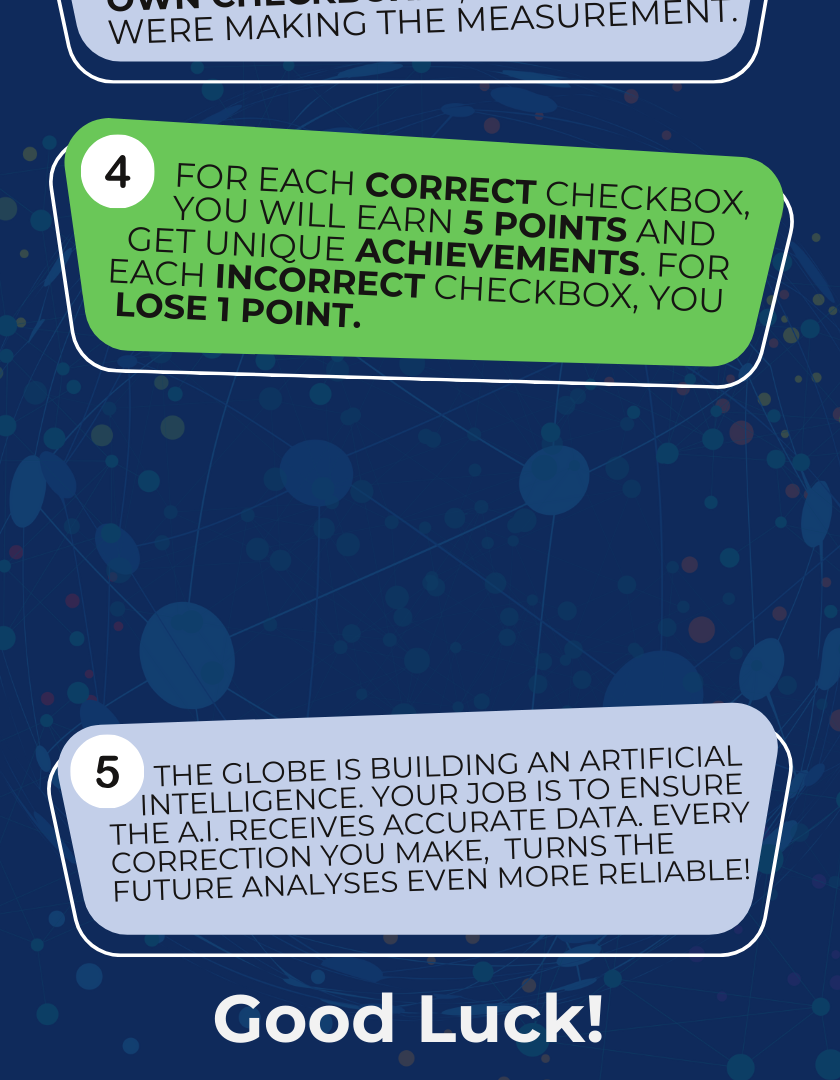 OWN CHECKBOX
WERE MAKING THE MEASUREMENT.
4
FOR EACH CORRECT CHECKBOX,
YOU WILL EARN 5 POINTS AND
GET UNIQUE ACHIEVEMENTS. FOR
EACH INCORRECT CHECKBOX, YOU
LOSE 1 POINT.
5
THE GLOBE IS BUILDING AN ARTIFICIAL
INTELLIGENCE. YOUR JOB IS TO ENSURE
THE A.I. RECEIVES ACCURATE DATA. EVERY
CORRECTION YOU MAKE, TURNS THE
FUTURE ANALYSES EVEN MORE RELIABLE!
Good Luck!